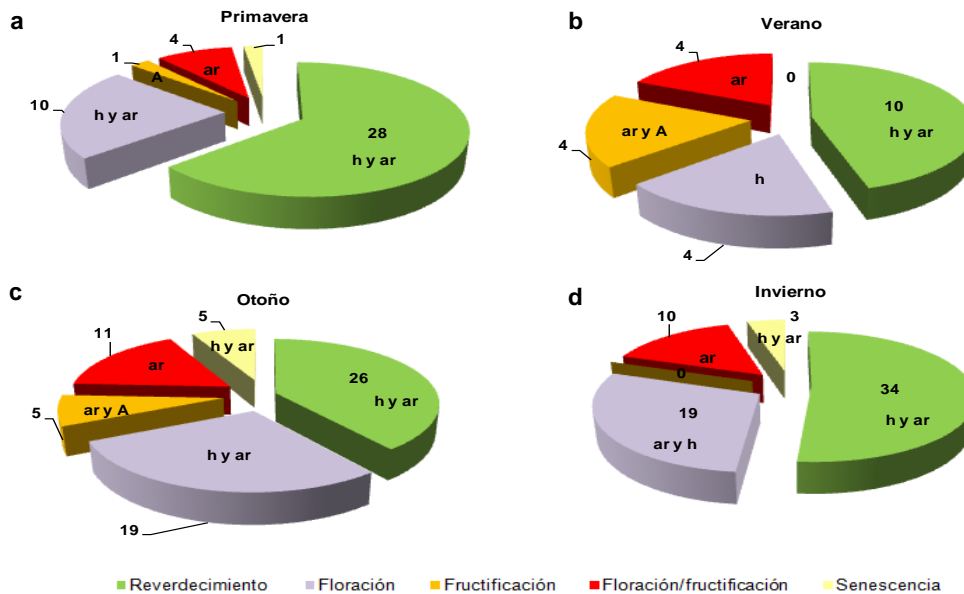 a
Primavera
4
1
1
ar
A
10
h y ar
28
h y ar
b
Verano
4
0
ar
10
h y ar
ar y A
4
h
4
c
Otoño
5
11
h y ar
ar
26
h y ar
ar y A
5
h y ar
19
d
Invierno
10
3
h y ar
ar
0
34
h y ar
19
ar y h
Reverdecimiento Floración Fructificación Floración/fructificación Senescencia